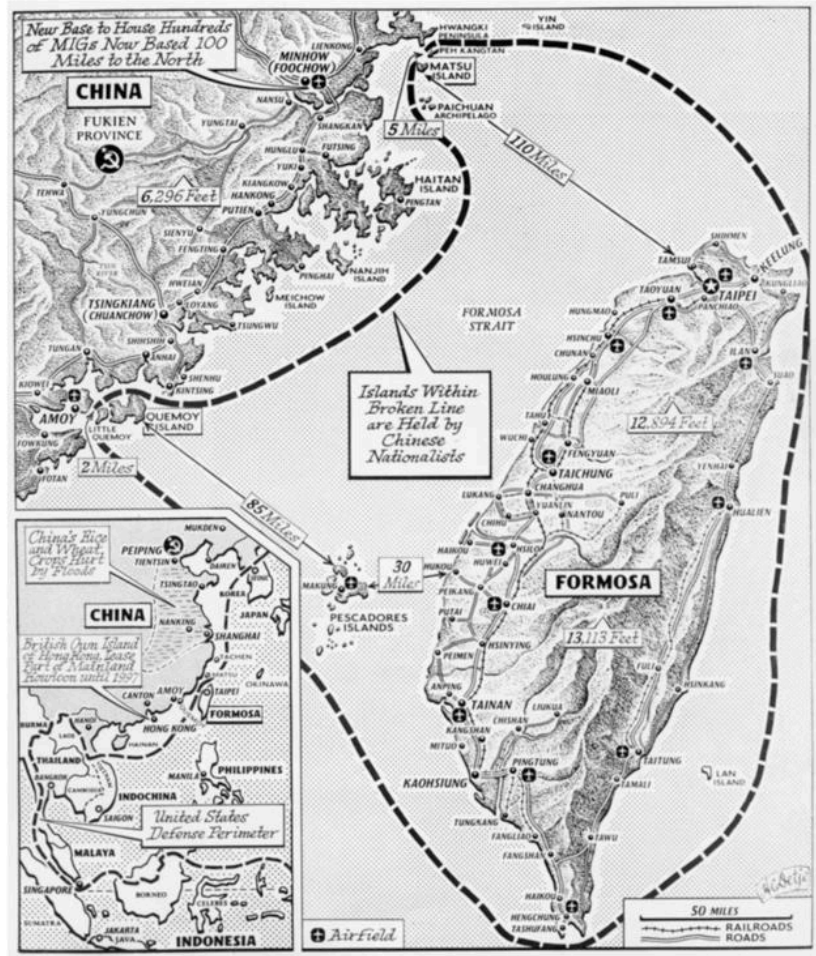 New Base to House Hundreds
of MIGs Now Based 100
Miles to the North
CHINA
FUKIEN
PROVINCE
LIENKONG
MINHOW
(FOOCHOW)
NANSU
YUNGTAI
SHANGKAN
HUNGLU
FUTSING
YUKI
KIANGKOW
HANKONG
PUTIEN
HAITAN
ISLAND
PINGTAN
6,296 Feet
TEHWA
YUNGCHUN
SIENYU
FENGTING
PINGHAI
NANJIH
ISLAND
HWEIAN
LOYANG
MEICHOW
ISLAND
TSINGKIANG
(CHUANCHOW)
TSUNGWU
SHIHSHIH
ANHAI
TUNGAN
SHENHU
KINTSING
KIOWEI
AMOY
QUEMOY
ISLAND
LITTLE
QUEMOY
FOWKUNG
FOTAN
2 Miles
HWANGKI
PENINSULA
YIN
ISLAND
PEH KANGTAN
MATSU
ISLAND
PAICHUAN
ARCHIPELAGO
5 Miles
110 Miles
FORMOSA
STRAIT
Islands Within
Broken Line
are Held by
Chinese
Nationalists
85 Miles
30
Miles
MAKUNG
PESCADORES
ISLANDS
SHIHMEN
TAMSUI
KEELUNG
KUNGLIAO
TAIPEI
TAOYUAN
PANCHIAO
HUNGMAO
HSINCHU
CHUNAN
ILAN
SUAO
HOULUNG
MIAOLI
12,894 Feet
TAHU
WUCHI
FENGYUAN
TAICHUNG
YENHAI
HUALIEN
LUKANG
CHANGHUA
YUANLIN
PULI
NANTOU
CHIHU
HAIKOU
HSILO
HUKOU
HUWEI
FORMOSA
PEIKANG
CHIAI
PUTAI
13,113 Feet
HSINYING
PEIMEN
FULI
HSINKANG
ANPING
TAINAN
LIUKUA
KANGSHAN
CHISHAN
MITUO
KAOHSIUNG
PINGTUNG
TAITUNG
TAMALI
LAN
ISLAND
TUNGKANG
FANGLIAO
TAWU
FANGSHAN
HAIKOU
HENGCHUNG
TASHUFANG
China's Rice
and Wheat
Crops Hurt
by Floods
MUKDEN
PEIPING
TIENTSIN
DAIREN
TSINGTAO
KOREA
JAPAN
CHINA
NANKING
SHANGHAI
British Own Island
of Hong Kong, Lease
Part of Mainland
Kowloon until 1997
TACHEN
MATSU
OKINAWA
CANTON
AMOY
TAIPEI
FORMOSA
HONG KONG
BURMA
HANOI
LAOS
HAINAN
THAILAND
BANGKOK
CAMBODIA
MANILA
PHILIPPINES
INDOCHINA
SAIGON
United States
Defense Perimeter
MALAYA
SINGAPORE
BORNEO
CELEBES
SUMATRA
JAKARTA
JAVA
INDONESIA
Airfield
50 MILES
RAILROADS
ROADS